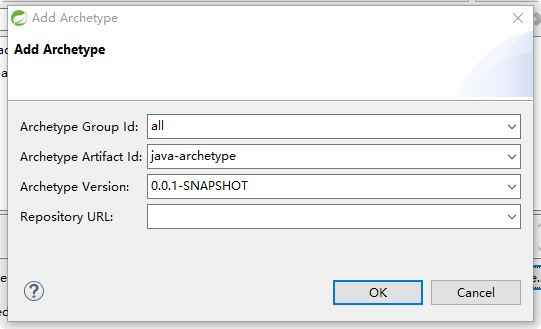 Add Archetype
Add Archetype
Archetype Group Id: all
Archetype Artifact Id: java-archetype
Archetype Version: 0.0.1-SNAPSHOT
Repository URL:
OK
Cancel